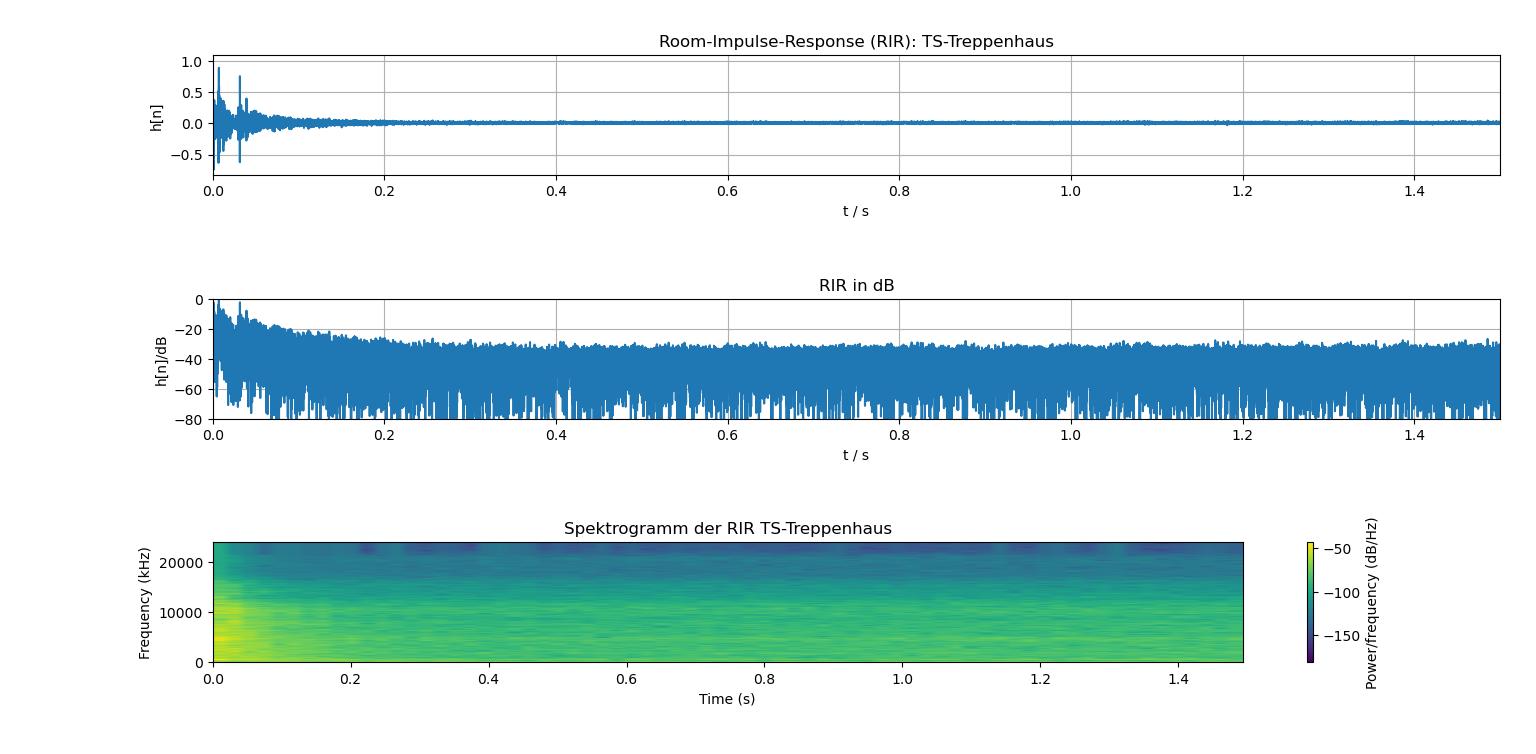 Room-Impulse-Response (RIR): TS-Treppenhaus
1.0
0.5
0.0
−0.5
h[n]
0.0 0.2 0.4 0.6 0.8 1.0 1.2 1.4
t / s
RIR in dB
0
−20
−40
−60
−80
h[n]/dB
0.0 0.2 0.4 0.6 0.8 1.0 1.2 1.4
t / s
Spektrogramm der RIR TS-Treppenhaus
20000
10000
0
Frequency (kHz)
0.0 0.2 0.4 0.6 0.8 1.0 1.2 1.4
Time (s)
−50
−100
−150
Power/frequency (dB/Hz)